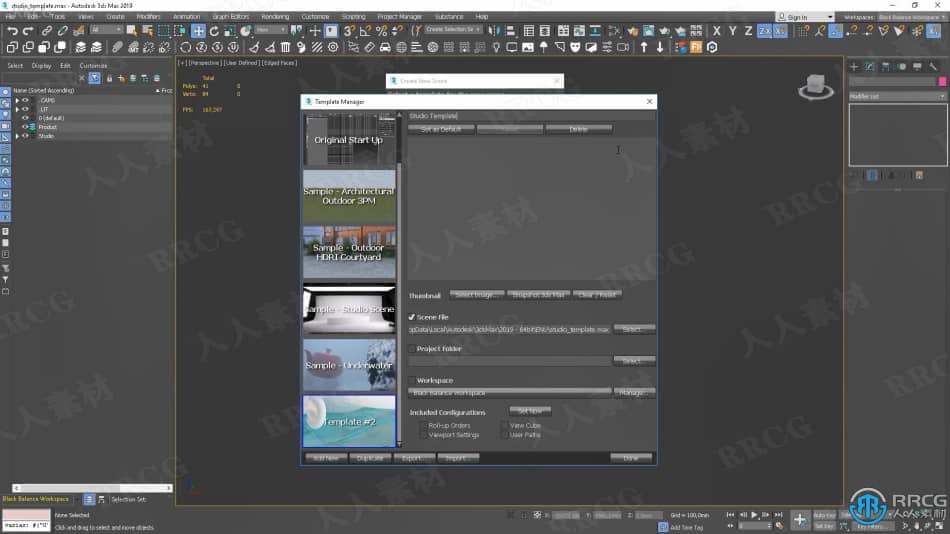 studio_template.max - Autodesk 3ds Max 2019
File Edit Tools Group Views Create Modifiers Animation Graph Editors Rendering Customize Scripting Project Manager Substance Help
Sign In
Workspaces: Black Balance Workspace
All
View
Create Selection Se
X Y Z
Select Display Edit Customize
Name (Sorted Ascending)
.CAMS
.LIT
0 (default)
Product
Studio
[+] [Perspective] [User Defined] [Edged Faces]
Total
Polys: 41 0
Verts: 84 0
FPS: 167,247
Create New Scene
Template Manager
Original Start Up
Sample - Architectural Outdoor 3PM
Sample - Outdoor HDRI Courtyard
Sample - Studio Scene
Sample - Underwater
Template #2
Studio Template
Set as Default
Delete
Thumbnail
Select Image...
Snapshot 3ds Max
Clear / Reset
Scene File
spData\Local\Autodesk\3dsMax\2019 - 64bit\ENU\studio_template.max
Select...
Project Folder
Select...
Workspace
Black Balance Workspace
Manage...
Included Configurations
Set Now
Roll-up Orders
View Cube
Viewport Settings
User Paths
Add New
Duplicate
Export...
Import...
Done
Modifier List
Black Balance Workspace
Selection Set:
None Selected
Click and drag to select and move objects
X:
Y:
Z:
Grid = 100,0mm
Add Time Tag
Auto Key
Set Key
Key Filters...
RRCG
人人素材